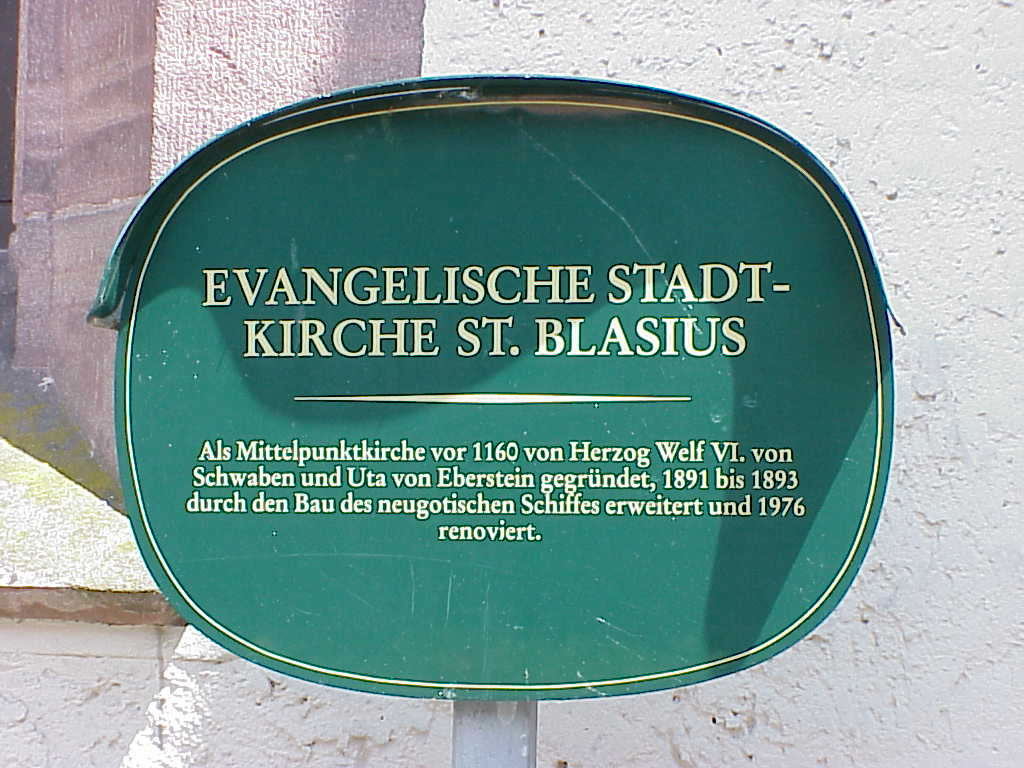 EVANGELISCHE STADT-
KIRCHE ST. BLASIUS
Als Mittelpunktkirche vor 1160 von Herzog Welf VI. von
Schwaben und Uta von Eberstein gegründet, 1891 bis 1893
durch den Bau des neugotischen Schiffes erweitert und 1976
renoviert.